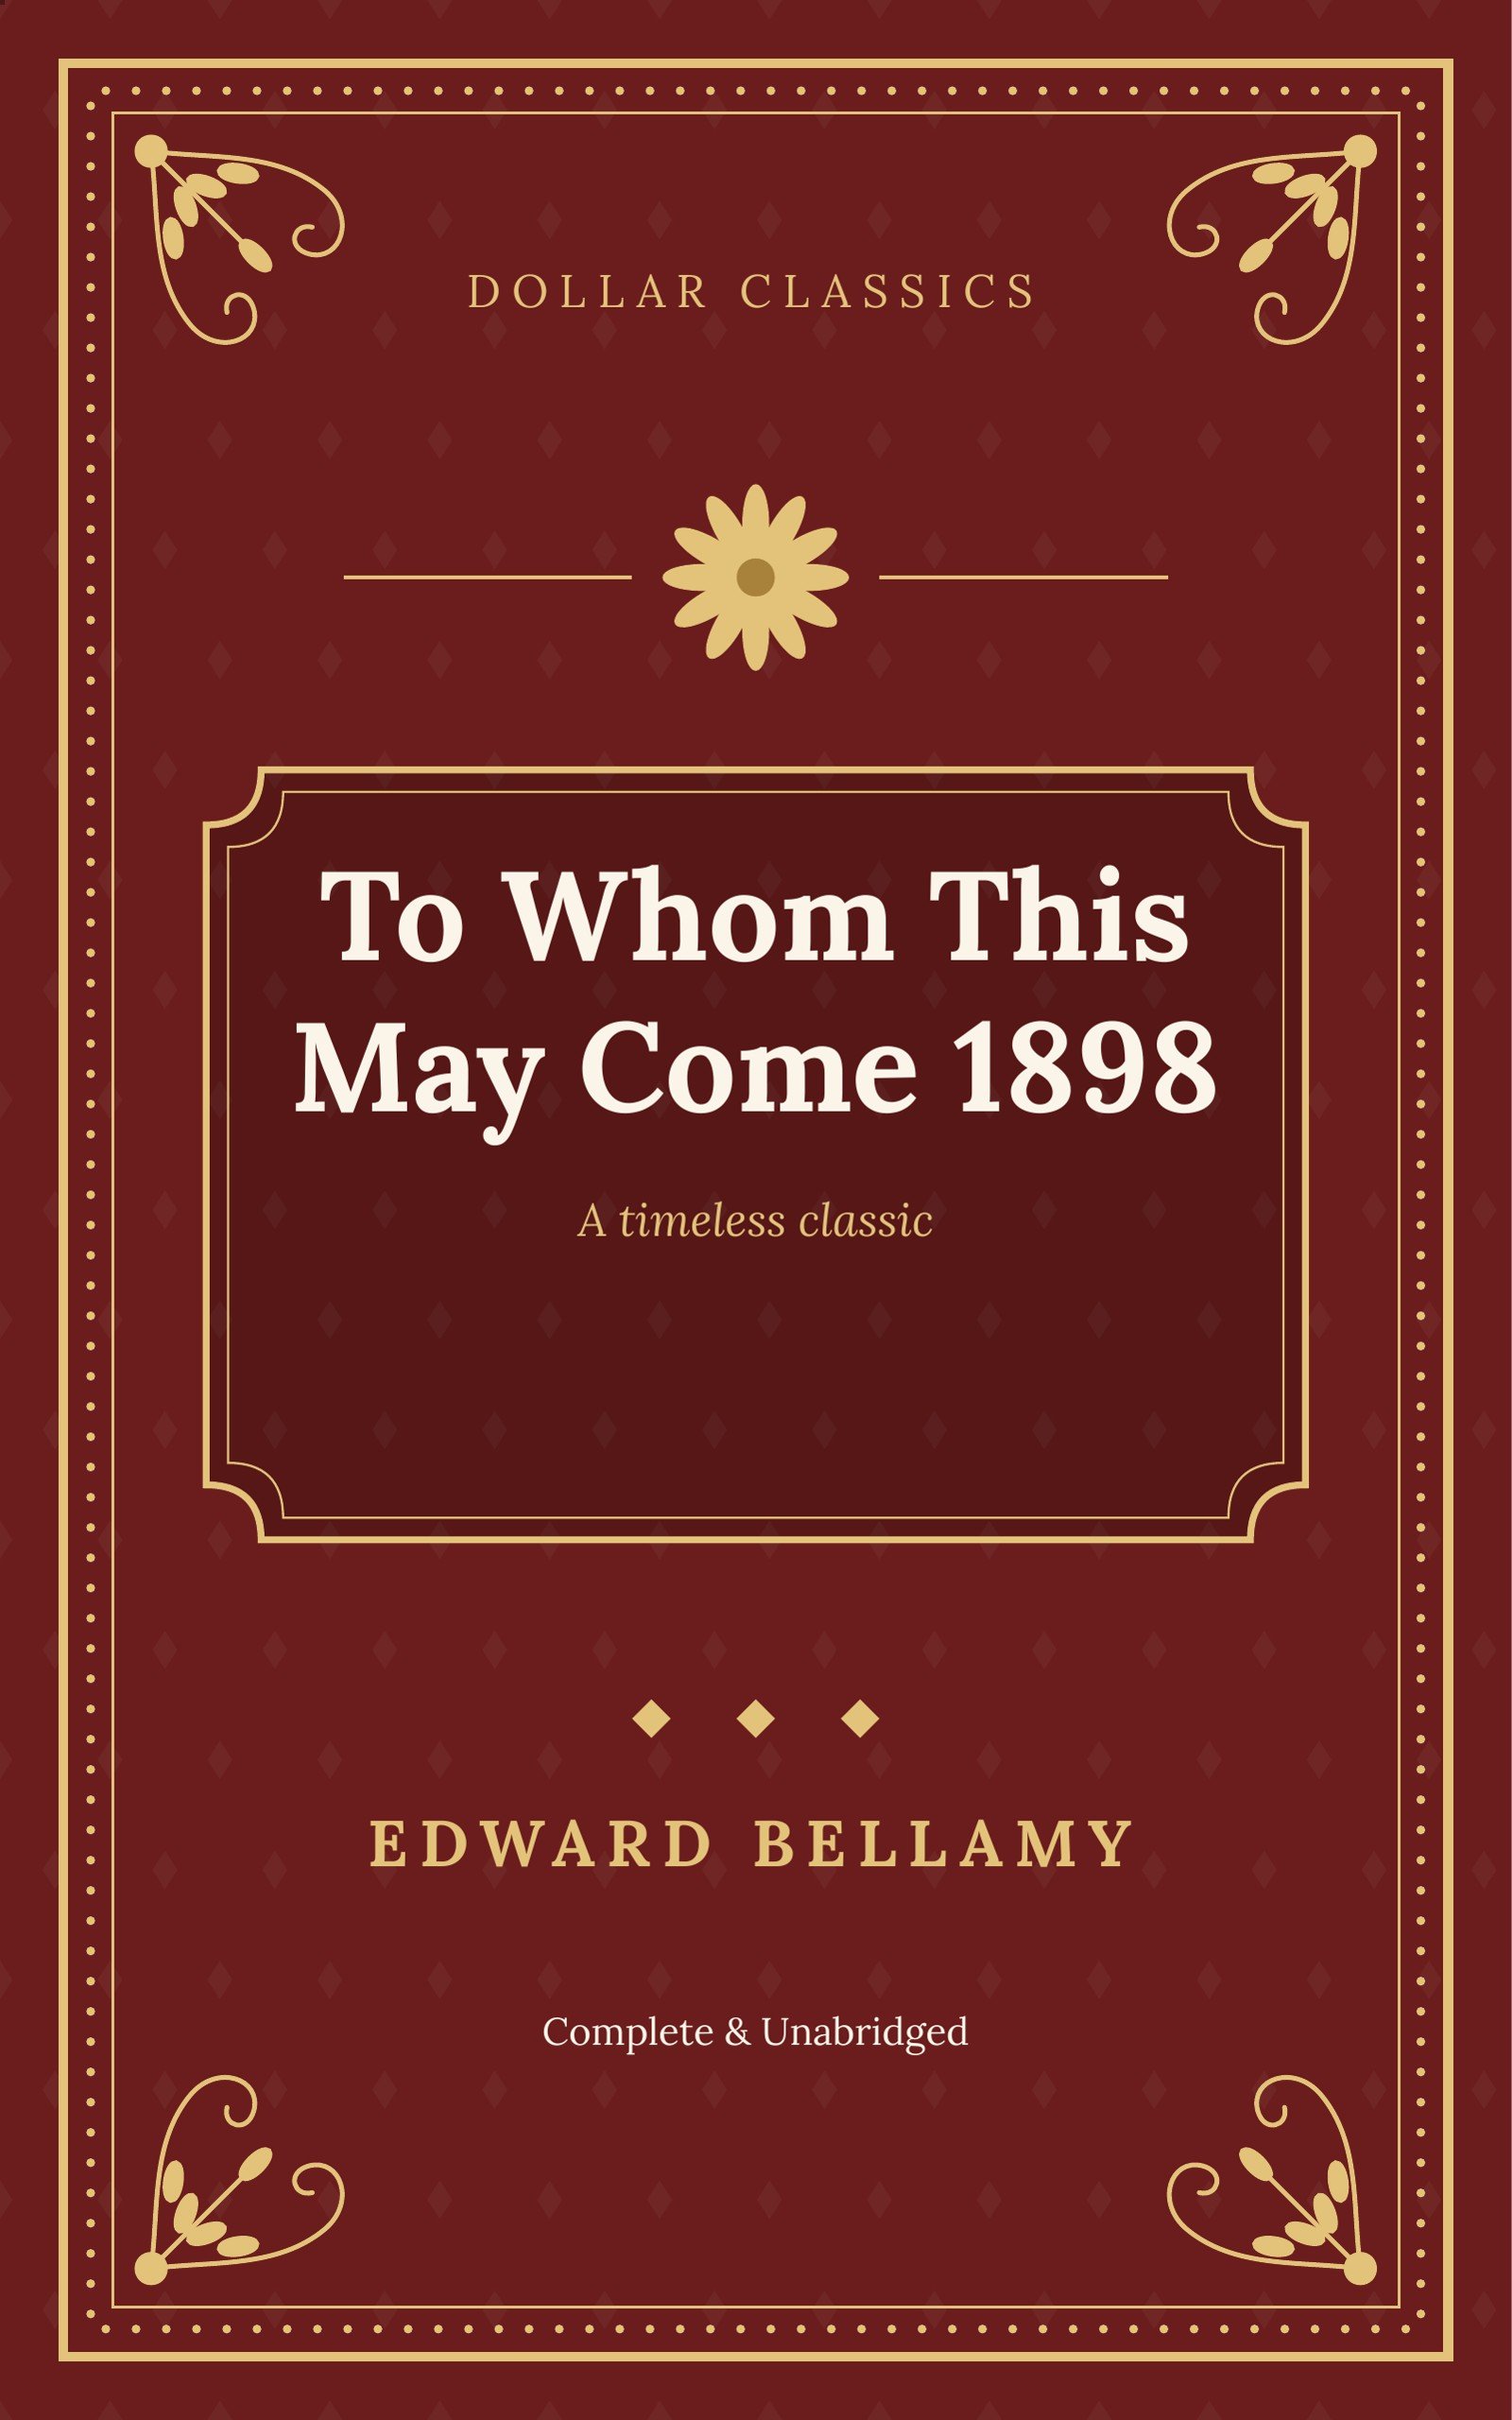 DOLLAR CLASSICS
To Whom This
May Come 1898
A timeless classic
EDWARD BELLAMY
Complete & Unabridged